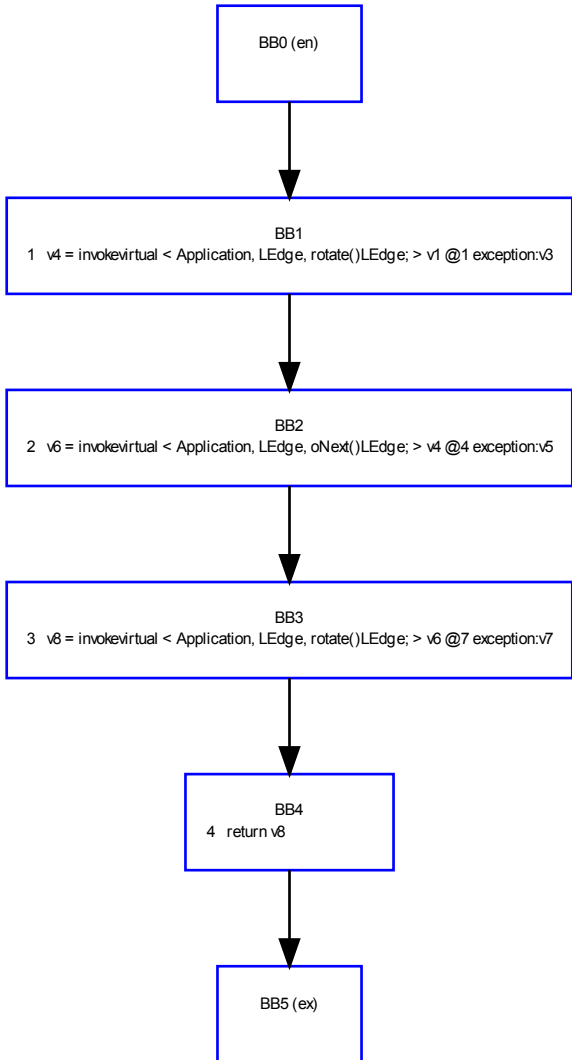 BB0 (en)
BB1
1 v4 = invokevirtual < Application, LEdge, rotate()LEdge; > v1 @1 exception:v3
BB2
2 v6 = invokevirtual < Application, LEdge, oNext()LEdge; > v4 @4 exception:v5
BB3
3 v8 = invokevirtual < Application, LEdge, rotate()LEdge; > v6 @7 exception:v7
BB4
4 return v8
BB5 (ex)